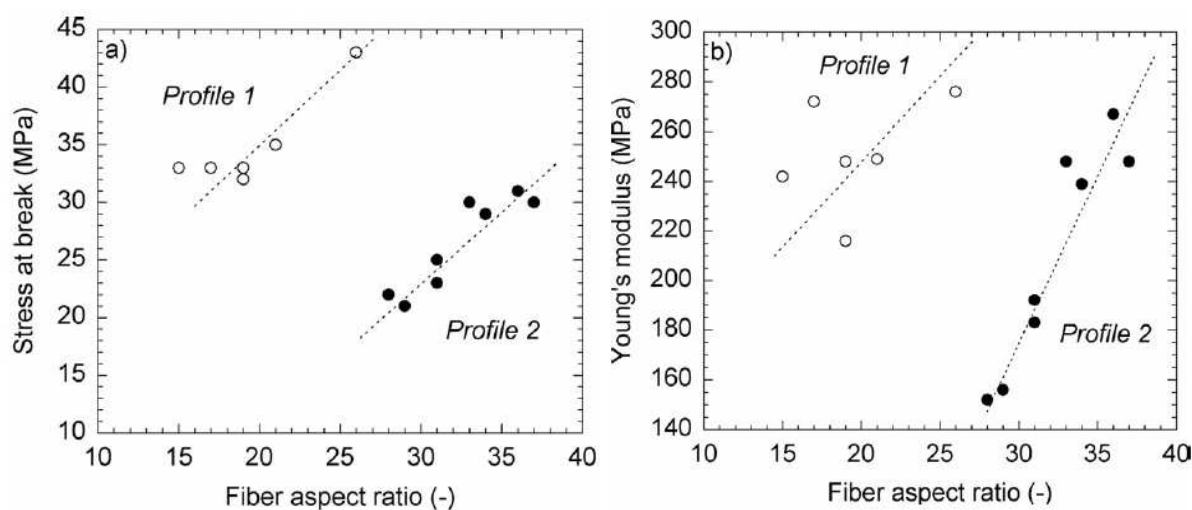 a)
Profile 1
Profile 2
Stress at break (MPa)
45
40
35
30
25
20
15
10
10 15 20 25 30 35 40
Fiber aspect ratio (-)
b)
Profile 1
Profile 2
Young's modulus (MPa)
300
280
260
240
220
200
180
160
140
10 15 20 25 30 35 40
Fiber aspect ratio (-)